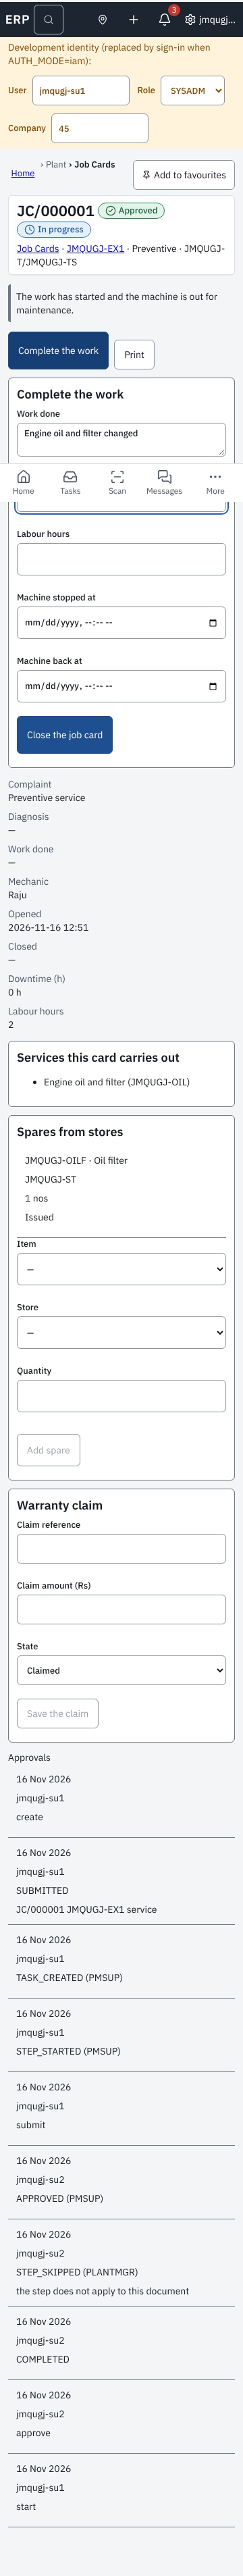 ERP
3
jmqugj...
Development identity (replaced by sign-in when
AUTH_MODE=iam):
User
jmqugj-su1
Role
SYSADM
Company
45
Home › Plant › Job Cards
Add to favourites
JC/000001
Approved
In progress
Job Cards · JMQUGJ-EX1 · Preventive · JMQUGJ-
T/JMQUGJ-TS
The work has started and the machine is out for
maintenance.
Complete the work
Print
Complete the work
Work done
Engine oil and filter changed
Home
Tasks
Scan
Messages
More
Labour hours
Machine stopped at
mm/dd/yyyy, --:-- --
Machine back at
mm/dd/yyyy, --:-- --
Close the job card
Complaint
Preventive service
Diagnosis
—
Work done
—
Mechanic
Raju
Opened
2026-11-16 12:51
Closed
—
Downtime (h)
0 h
Labour hours
2
Services this card carries out
• Engine oil and filter (JMQUGJ-OIL)
Spares from stores
JMQUGJ-OILF · Oil filter
JMQUGJ-ST
1 nos
Issued
Item
—
Store
—
Quantity
Add spare
Warranty claim
Claim reference
Claim amount (Rs)
State
Claimed
Save the claim
Approvals
16 Nov 2026
jmqugj-su1
create
16 Nov 2026
jmqugj-su1
SUBMITTED
JC/000001 JMQUGJ-EX1 service
16 Nov 2026
jmqugj-su1
TASK_CREATED (PMSUP)
16 Nov 2026
jmqugj-su1
STEP_STARTED (PMSUP)
16 Nov 2026
jmqugj-su1
submit
16 Nov 2026
jmqugj-su2
APPROVED (PMSUP)
16 Nov 2026
jmqugj-su2
STEP_SKIPPED (PLANTMGR)
the step does not apply to this document
16 Nov 2026
jmqugj-su2
COMPLETED
16 Nov 2026
jmqugj-su2
approve
16 Nov 2026
jmqugj-su1
start